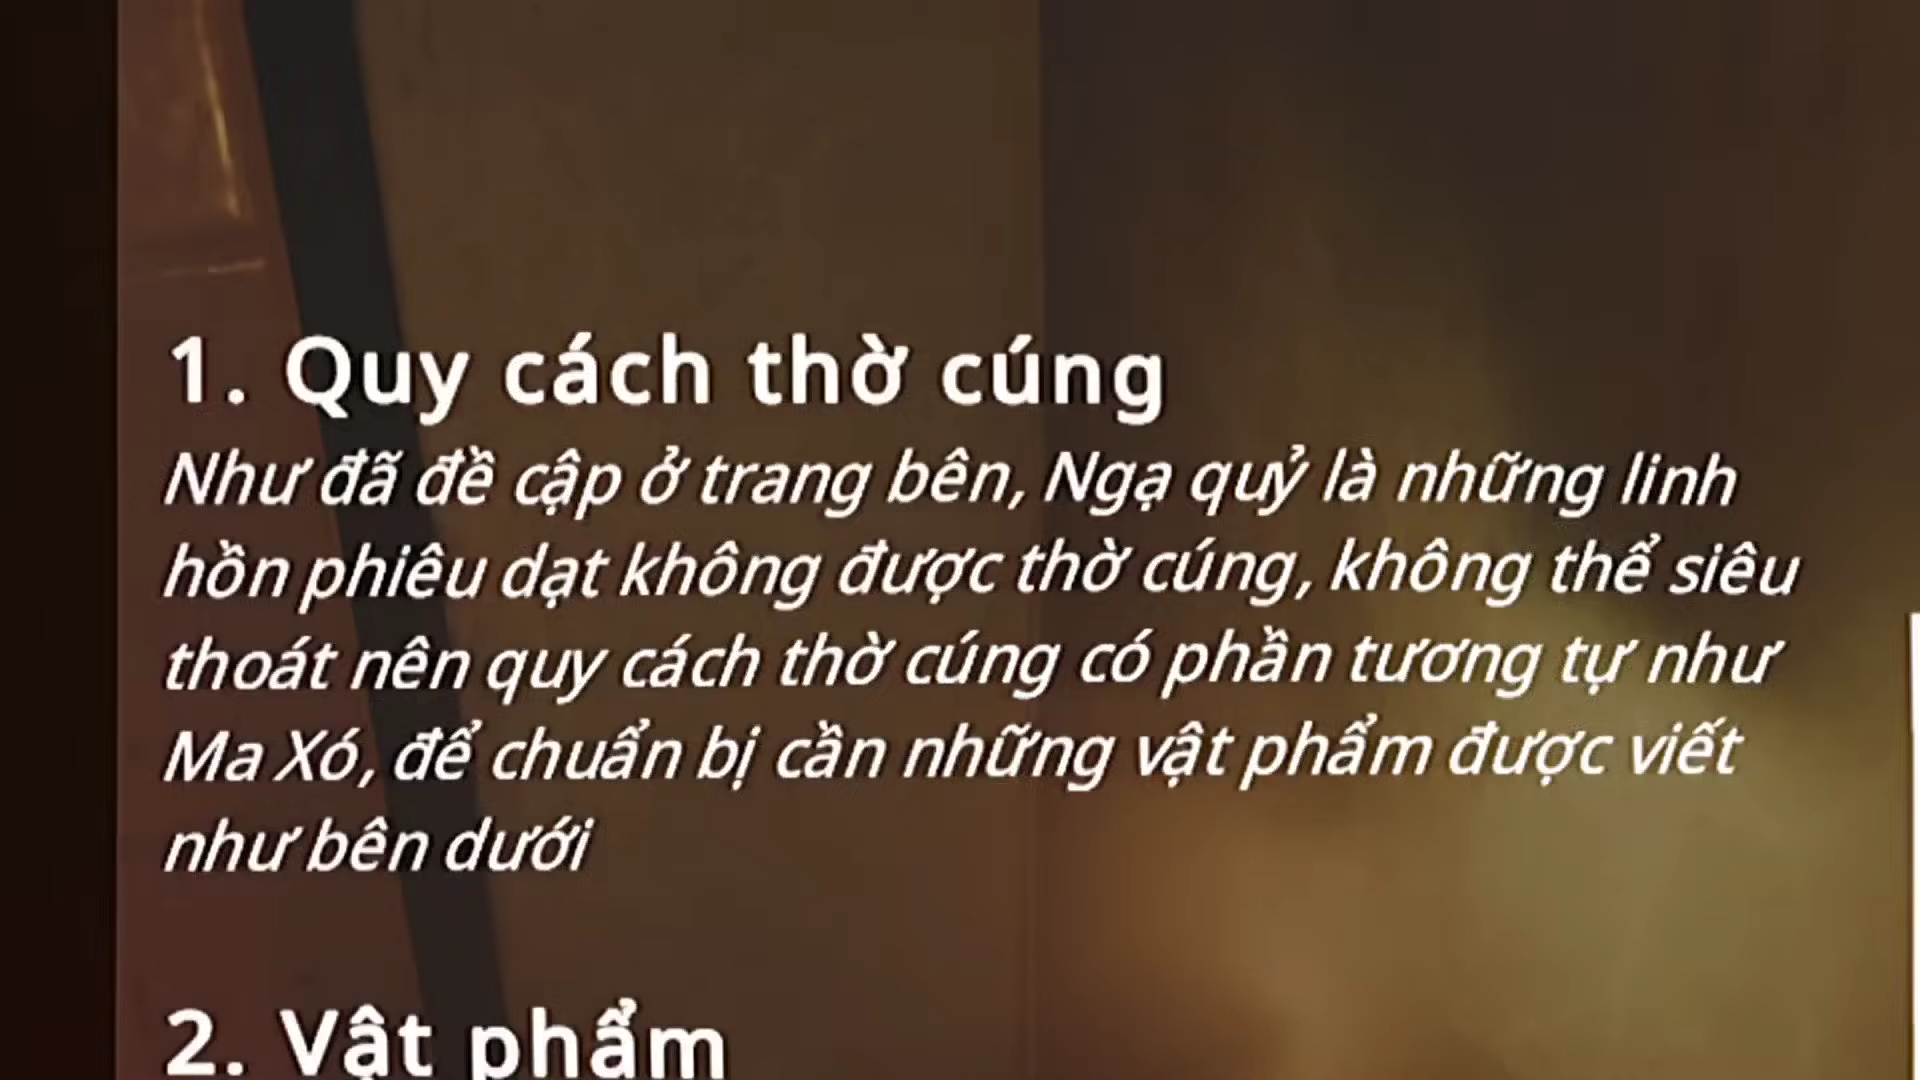 1. Quy cách thờ cúng
Như đã đề cập ở trang bên, Ngạ quỷ là những linh
hồn phiêu dạt không được thờ cúng, không thể siêu
thoát nên quy cách thờ cúng có phần tương tự như
Ma Xó, để chuẩn bị cần những vật phẩm được viết
như bên dưới
2. Vật phẩm